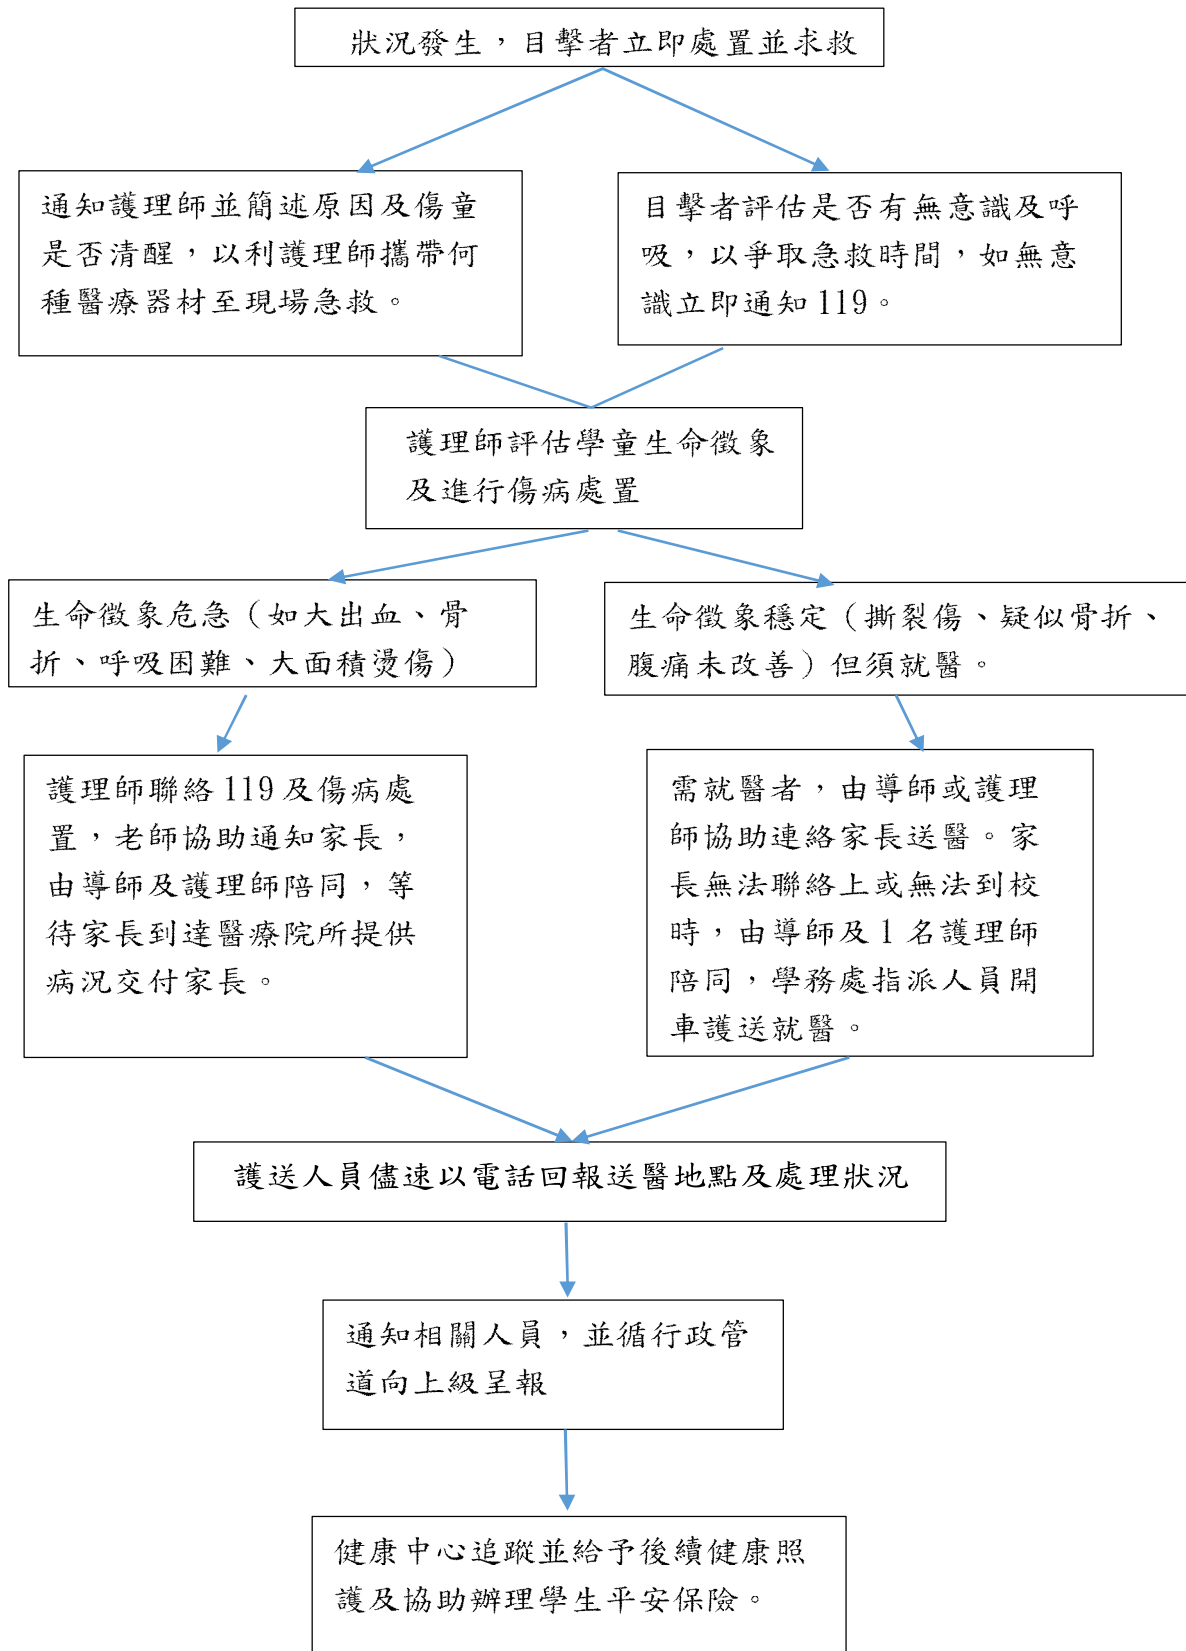 狀況發生，目擊者立即處置並求救
通知護理師並簡述原因及傷童
是否清醒，以利護理師攜帶何
種醫療器材至現場急救。
目擊者評估是否有無意識及呼
吸，以爭取急救時間，如無意
識立即通知 119。
護理師評估學童生命徵象
及進行傷病處置
生命徵象危急（如大出血、骨
折、呼吸困難、大面積燙傷）
生命徵象穩定（撕裂傷、疑似骨折、
腹痛未改善）但須就醫。
護理師聯絡 119 及傷病處
置，老師協助通知家長，
由導師及護理師陪同，等
待家長到達醫療院所提供
病況交付家長。
需就醫者，由導師或護理
師協助連絡家長送醫。家
長無法聯絡上或無法到校
時，由導師及 1 名護理師
陪同，學務處指派人員開
車護送就醫。
護送人員儘速以電話回報送醫地點及處理狀況
通知相關人員，並循行政管
道向上級呈報
健康中心追蹤並給予後續健康照
護及協助辦理學生平安保險。